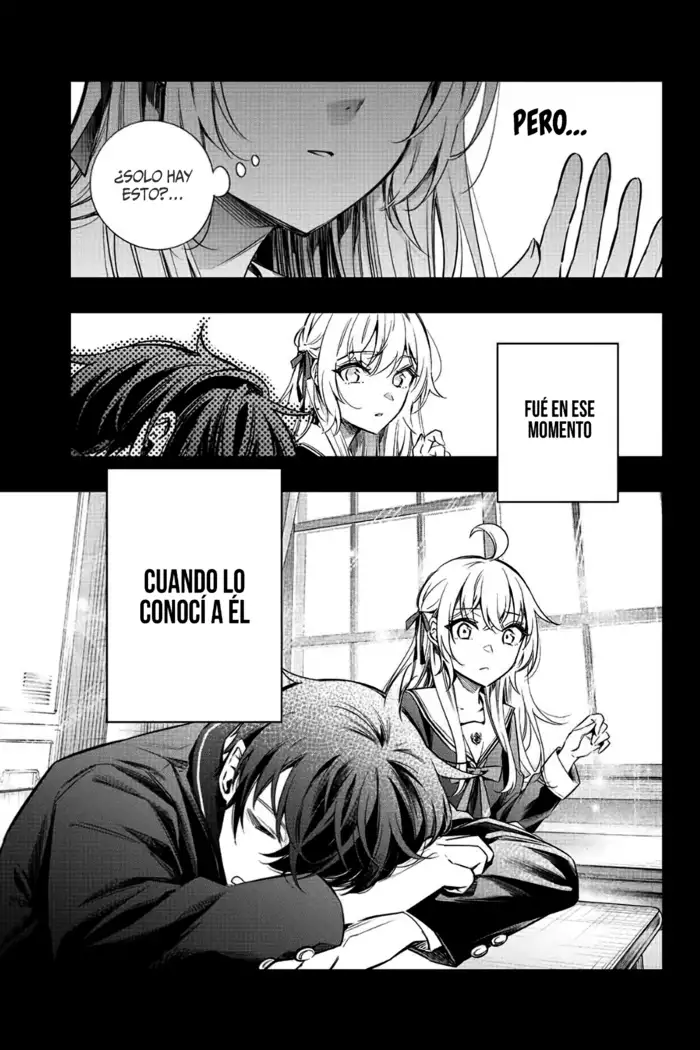 PERO...
¿SOLO HAY
ESTO?...
FUÉ EN ESE
MOMENTO
CUANDO LO
CONOCÍ A ÉL